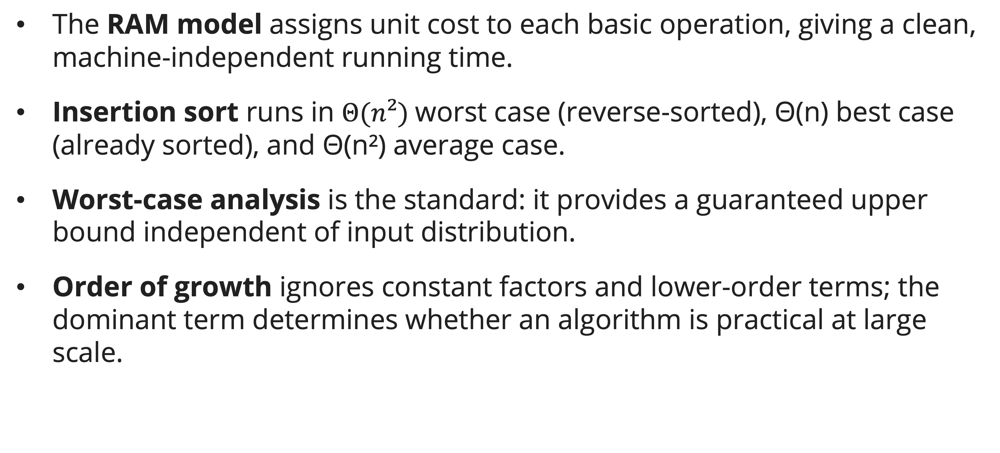 • The RAM model assigns unit cost to each basic operation, giving a clean,
machine-independent running time.
• Insertion sort runs in Θ(n²) worst case (reverse-sorted), Θ(n) best case
(already sorted), and Θ(n²) average case.
• Worst-case analysis is the standard: it provides a guaranteed upper
bound independent of input distribution.
• Order of growth ignores constant factors and lower-order terms; the
dominant term determines whether an algorithm is practical at large
scale.